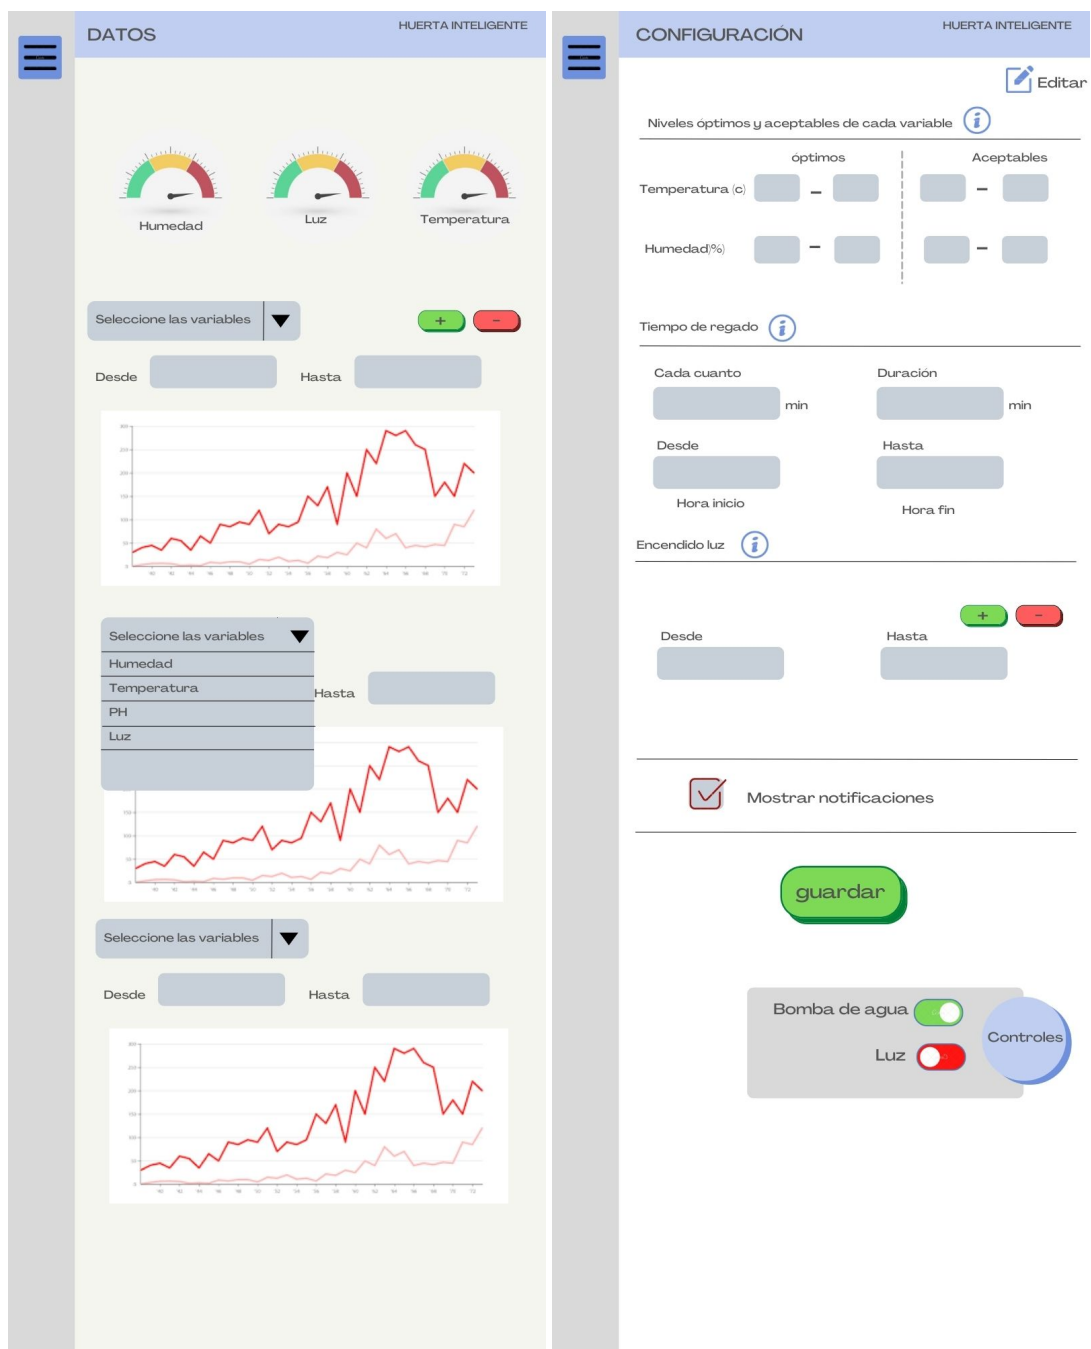 DATOS
HUERTA INTELIGENTE
Humedad
Luz
Temperatura
Seleccione las variables
+
-
Desde
Hasta
Seleccione las variables
Humedad
Temperatura
PH
Luz
Hasta
Seleccione las variables
Desde
Hasta
CONFIGURACIÓN
HUERTA INTELIGENTE
Editar
Niveles óptimos y aceptables de cada variable i
óptimos
Aceptables
Temperatura (c) – –
Humedad)%) – –
Tiempo de regado i
Cada cuanto
Duración
min
min
Desde
Hasta
Hora inicio
Hora fin
Encendido luz i
+
-
Desde
Hasta
Mostrar notificaciones
guardar
Bomba de agua
Luz
Controles